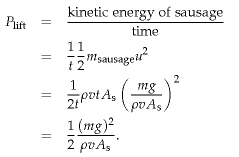 P_lift = kinetic energy of sausage / time
= 1/t 1/2 m_sausage u^2
= 1/2t ρvtA_s (mg/ρvA_s)^2
= 1/2 (mg)^2/ρvA_s.